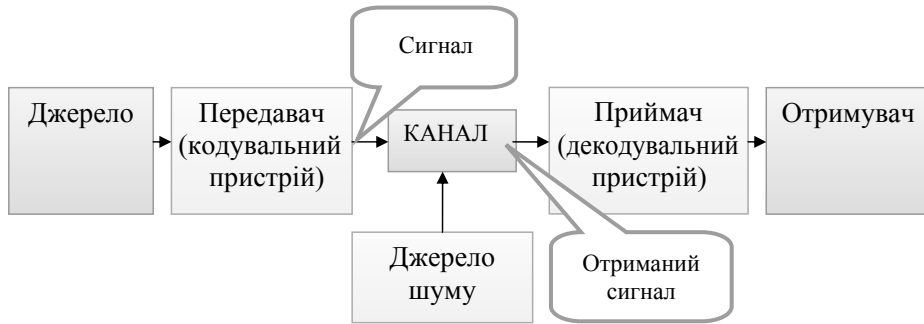 Сигнал
Джерело
Передавач
(кодувальний
пристрій)
КАНАЛ
Приймач
(декодувальний
пристрій)
Отримувач
Джерело
шуму
Отриманий
сигнал